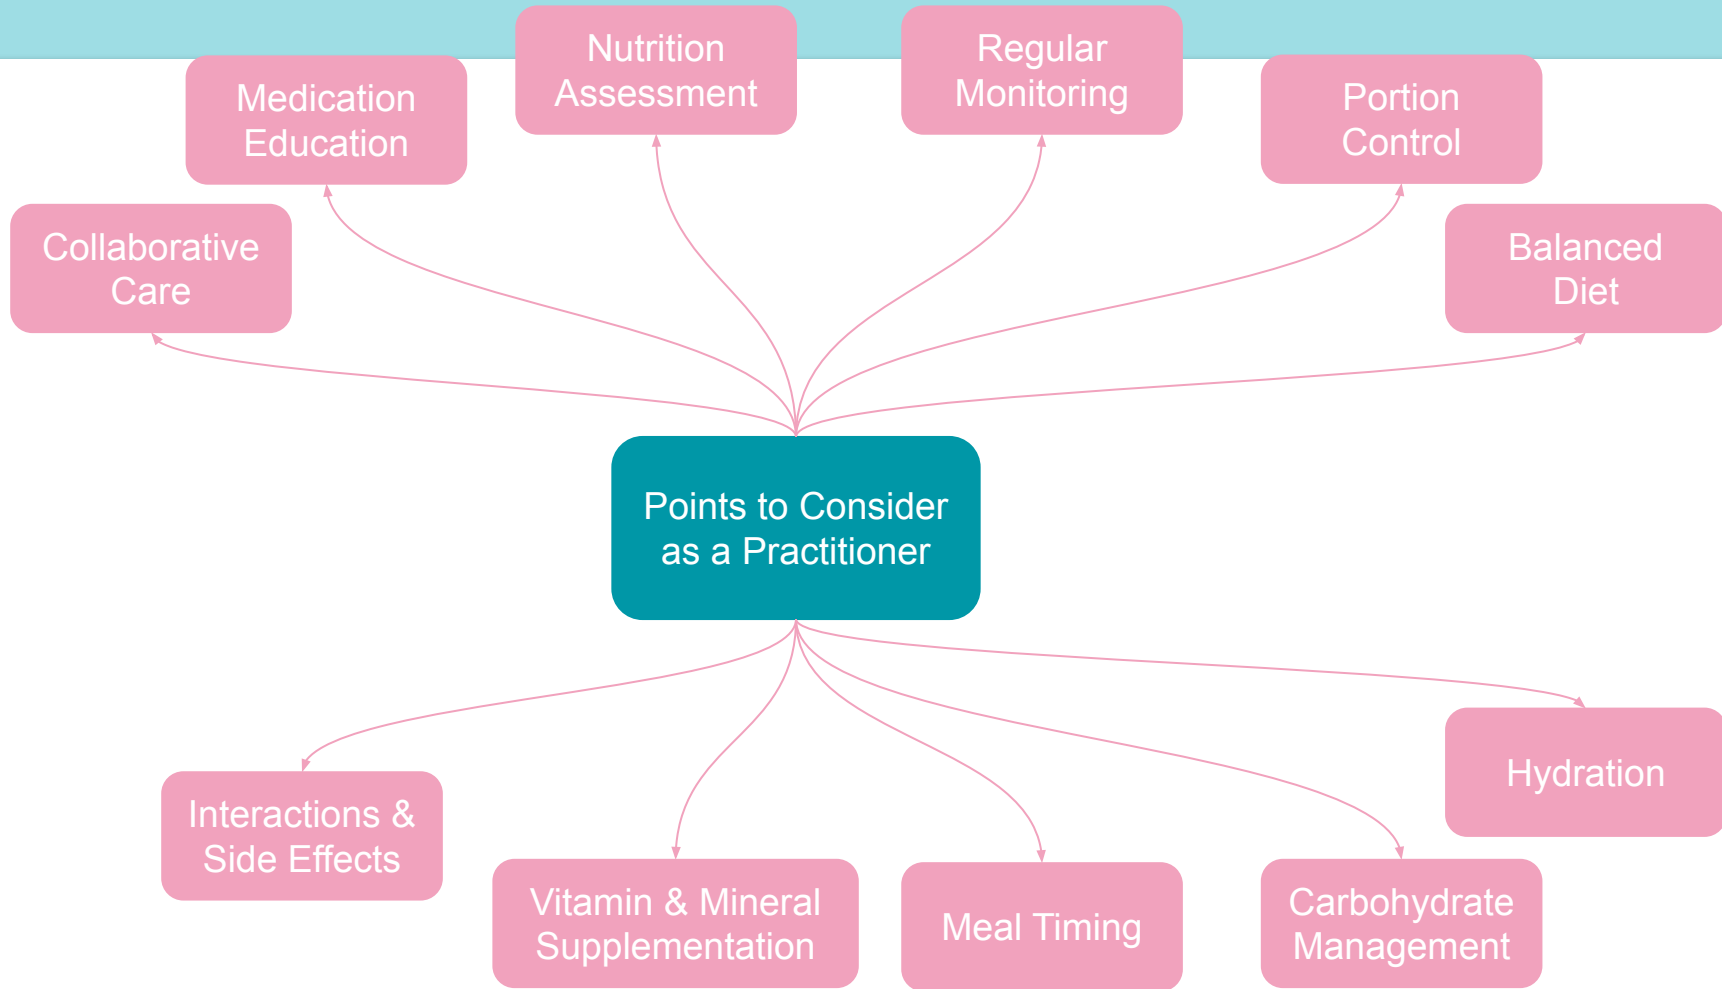 Nutrition
Assessment
Regular
Monitoring
Medication
Education
Portion
Control
Collaborative
Care
Balanced
Diet
Points to Consider
as a Practitioner
Hydration
Interactions &
Side Effects
Vitamin & Mineral
Supplementation
Meal Timing
Carbohydrate
Management